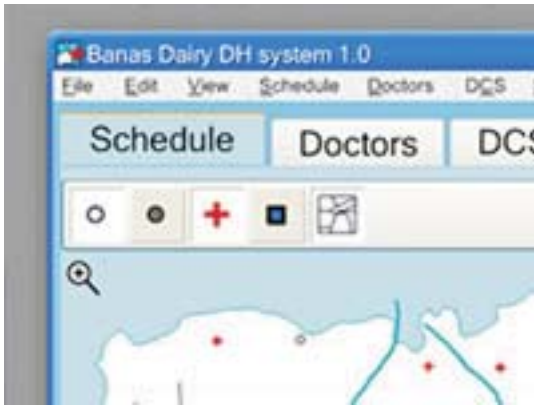 Banas Dairy DH system 1.0
File Edit View Schedule Doctors DCS
Schedule Doctors DCS